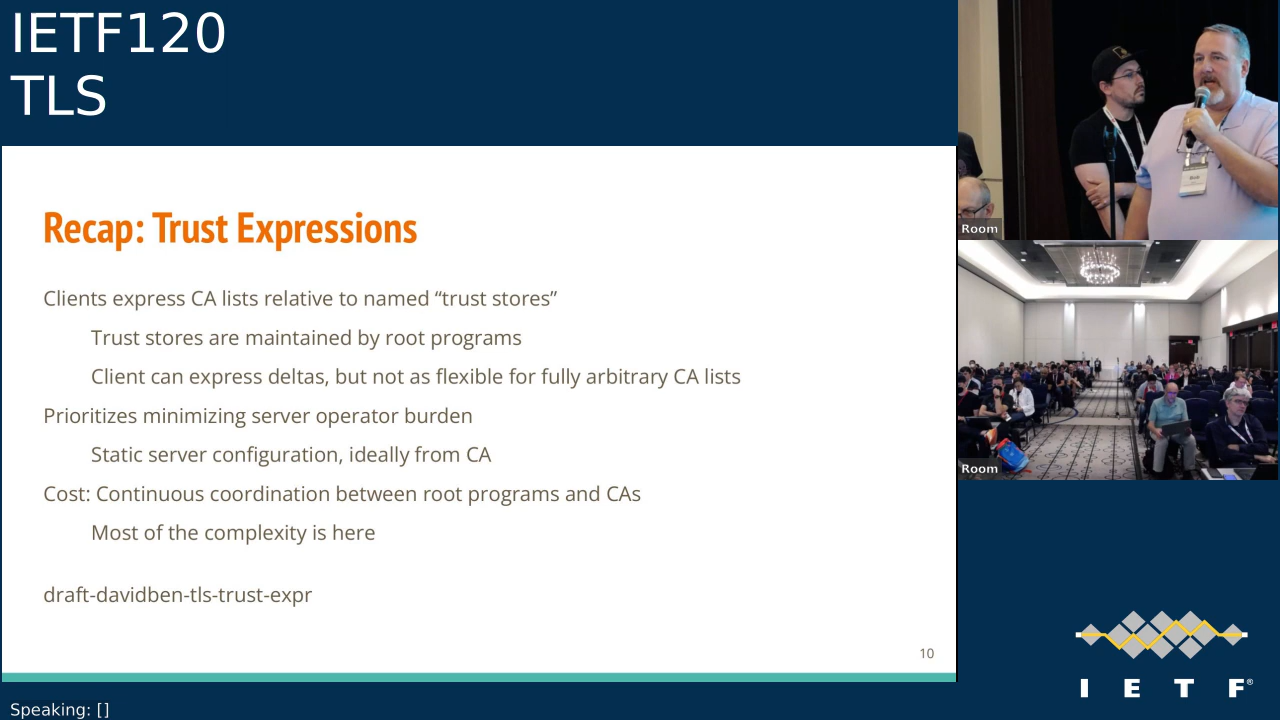 IETF120
TLS
Recap: Trust Expressions
Clients express CA lists relative to named “trust stores”
Trust stores are maintained by root programs
Client can express deltas, but not as flexible for fully arbitrary CA lists
Prioritizes minimizing server operator burden
Static server configuration, ideally from CA
Cost: Continuous coordination between root programs and CAs
Most of the complexity is here
draft-davidben-tls-trust-expr
10
Room
Room
I E T F®
Speaking: []